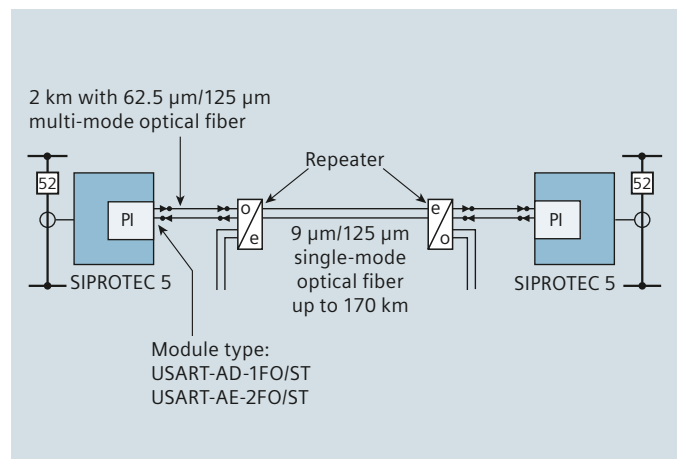 2 km with 62.5 µm/125 µm
multi-mode optical fiber
Repeater
52
52
PI
o
e
e
o
PI
9 µm/125 µm
single-mode
optical fiber
up to 170 km
SIPROTEC 5
SIPROTEC 5
Module type:
USART-AD-1FO/ST
USART-AE-2FO/ST